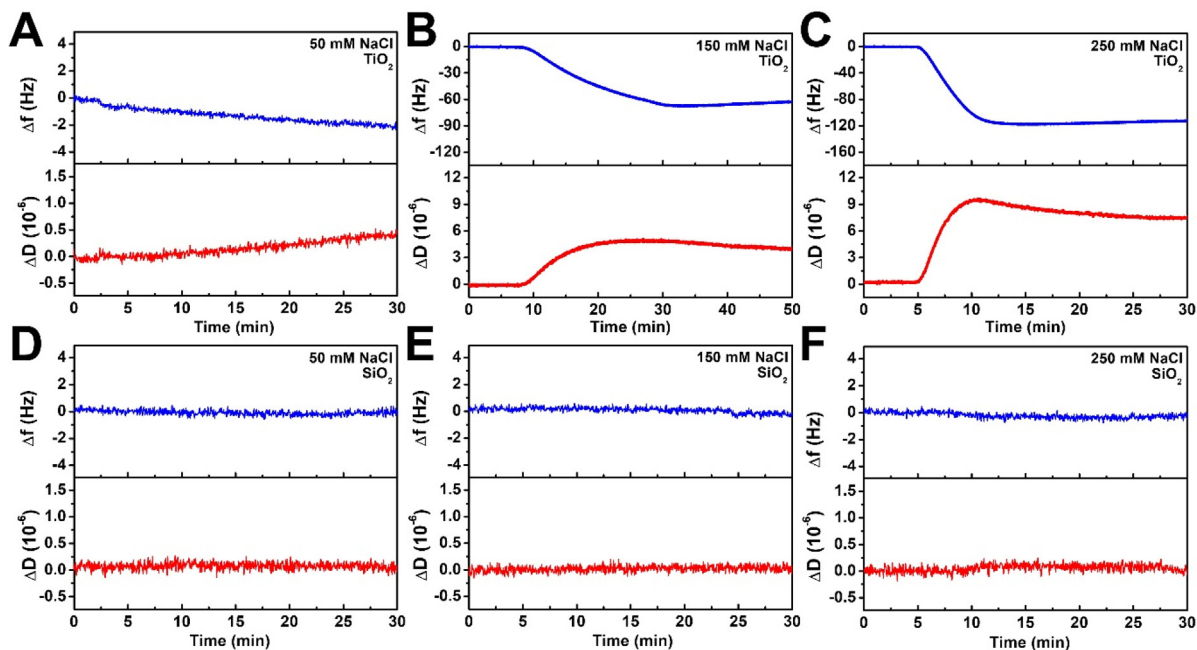 A
50 mM NaCl
TiO₂
4
2
0
-2
-4
Δf (Hz)
1.5
1.0
0.5
0.0
-0.5
ΔD (10⁻⁶)
0 5 10 15 20 25 30
Time (min)
B
150 mM NaCl
TiO₂
0
-30
-60
-90
-120
Δf (Hz)
12
9
6
3
0
ΔD (10⁻⁶)
0 10 20 30 40 50
Time (min)
C
250 mM NaCl
TiO₂
0
-40
-80
-120
-160
Δf (Hz)
12
9
6
3
0
ΔD (10⁻⁶)
0 5 10 15 20 25 30
Time (min)
D
50 mM NaCl
SiO₂
4
2
0
-2
-4
Δf (Hz)
1.5
1.0
0.5
0.0
-0.5
ΔD (10⁻⁶)
0 5 10 15 20 25 30
Time (min)
E
150 mM NaCl
SiO₂
4
2
0
-2
-4
Δf (Hz)
1.5
1.0
0.5
0.0
-0.5
ΔD (10⁻⁶)
0 5 10 15 20 25 30
Time (min)
F
250 mM NaCl
SiO₂
4
2
0
-2
-4
Δf (Hz)
1.5
1.0
0.5
0.0
-0.5
ΔD (10⁻⁶)
0 5 10 15 20 25 30
Time (min)